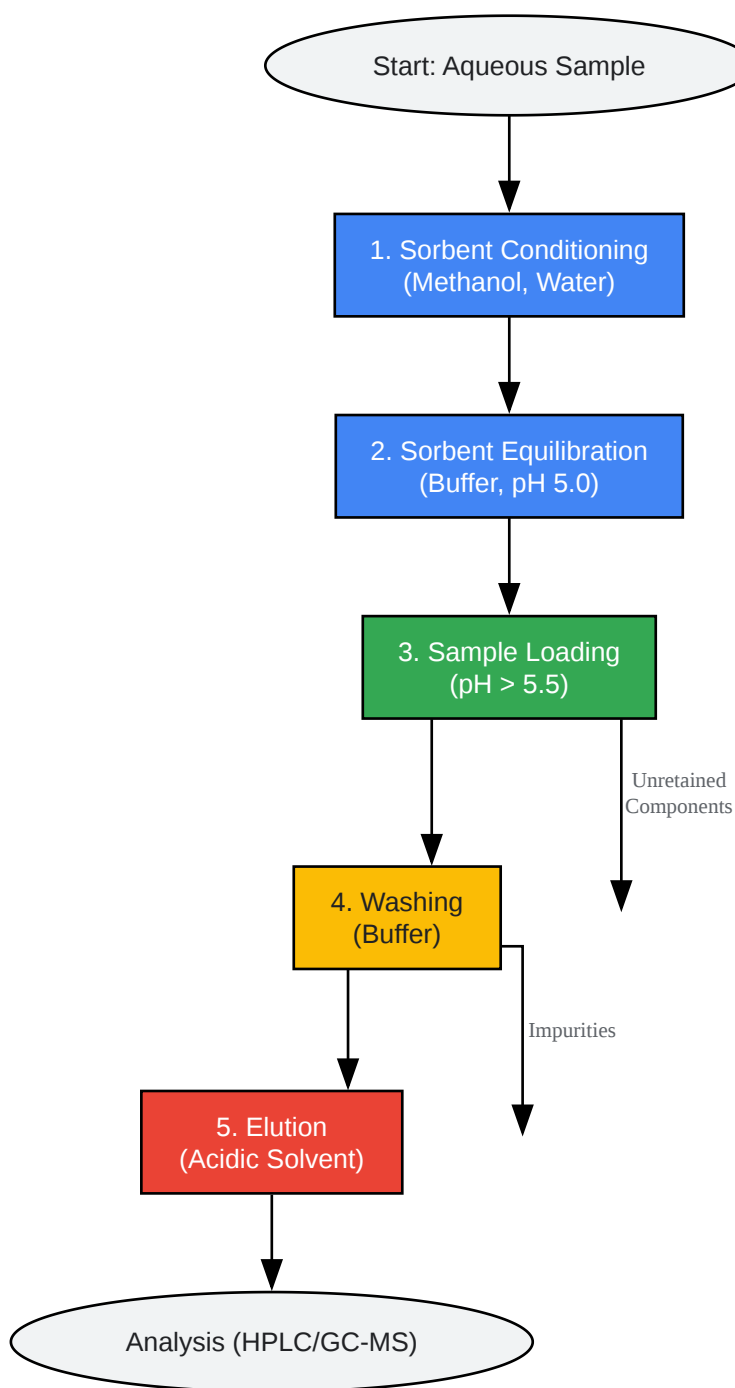 Start: Aqueous Sample
1. Sorbent Conditioning
(Methanol, Water)
2. Sorbent Equilibration
(Buffer, pH 5.0)
3. Sample Loading
(pH > 5.5)
Unretained
Components
4. Washing
(Buffer)
Impurities
5. Elution
(Acidic Solvent)
Analysis (HPLC/GC-MS)